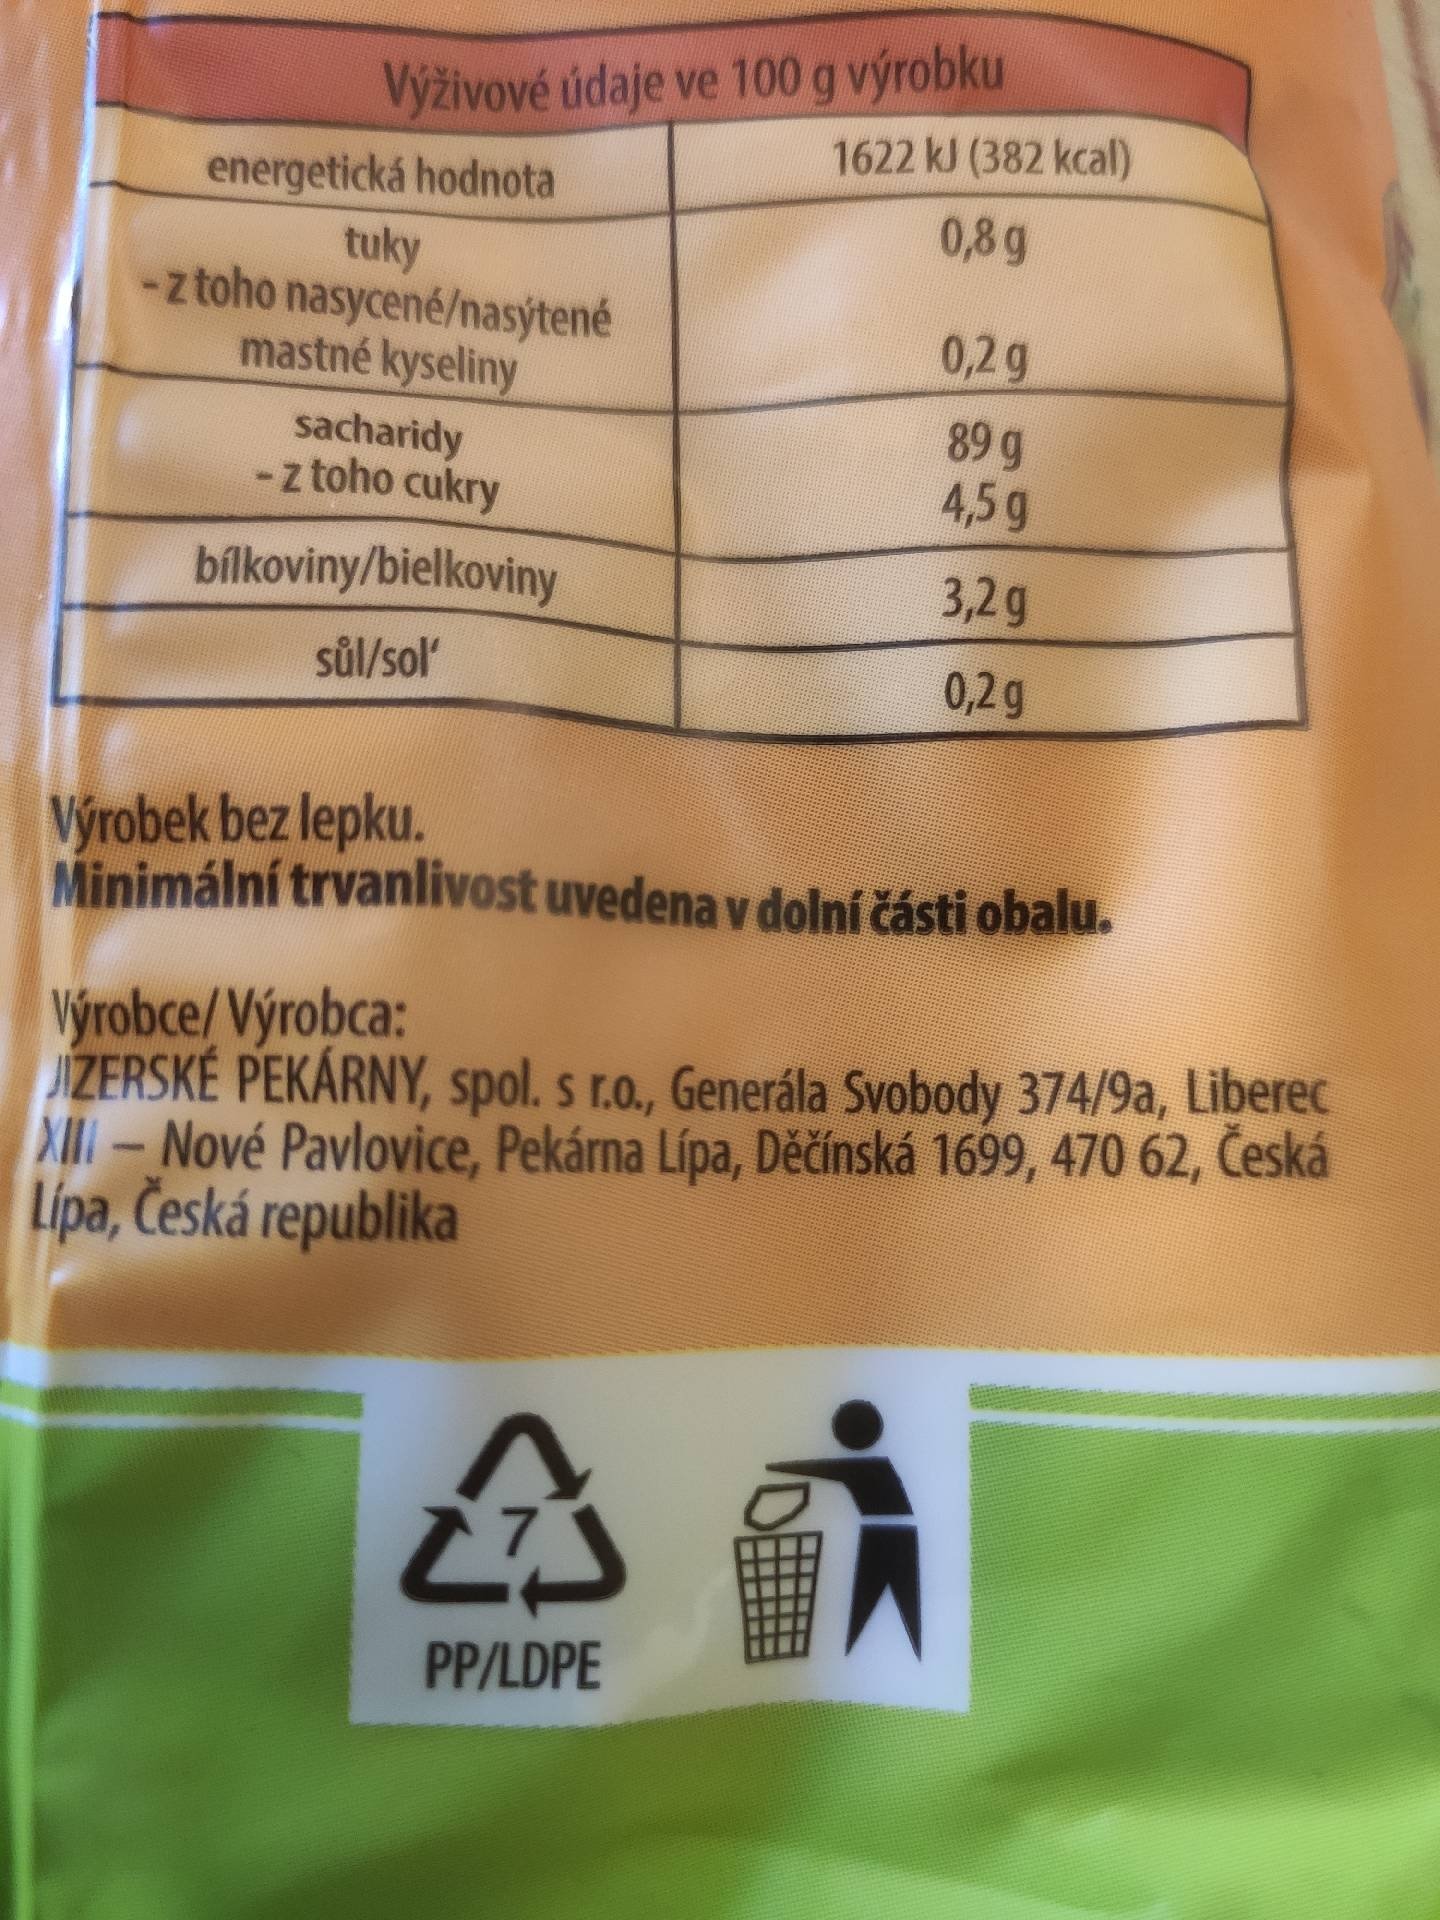 Výživové údaje ve 100 g výrobku
energetická hodnota 1622 kJ (382 kcal)
tuky 0,8 g
- z toho nasycené/nasýtené
mastné kyseliny 0,2 g
sacharidy 89 g
- z toho cukry 4,5 g
bílkoviny/bielkoviny 3,2 g
sůl/sol‘ 0,2 g
Výrobek bez lepku.
Minimální trvanlivost uvedena v dolní části obalu.
Výrobce/ Výrobca:
JIZERSKÉ PEKÁRNY, spol. s r.o., Generála Svobody 374/9a, Liberec
XIII – Nové Pavlovice, Pekárna Lípa, Děčínská 1699, 470 62, Česká
Lípa, Česká republika
7
PP/LDPE